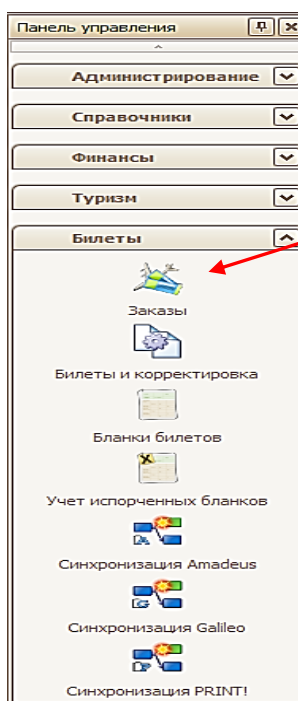 Панель управления
Администрирование
Справочники
Финансы
Туризм
Билеты
Заказы
Билеты и корректировка
Бланки билетов
Учет испорченных бланков
Синхронизация Amadeus
Синхронизация Galileo
Синхронизация PRINT!